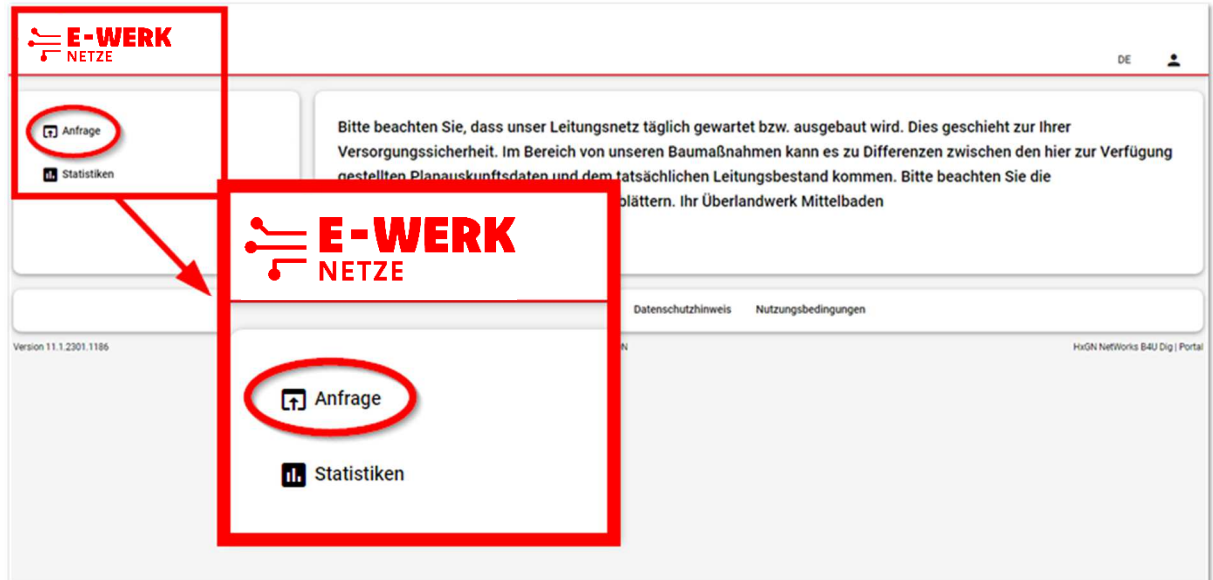 E-WERK
NETZE
DE
Anfrage
Statistiken
Bitte beachten Sie, dass unser Leitungsnetz täglich gewartet bzw. ausgebaut wird. Dies geschieht zur Ihrer
Versorgungssicherheit. Im Bereich von unseren Baumaßnahmen kann es zu Differenzen zwischen den hier zur Verfügung
gestellten Planauskunftsdaten und dem tatsächlichen Leitungsbestand kommen. Bitte beachten Sie die
blättern. Ihr Überlandwerk Mittelbaden
E-WERK
NETZE
Anfrage
Statistiken
Datenschutzhinweis Nutzungsbedingungen
Version 11.1.2301.1186
HxGN NetWorks B4U Dig | Portal